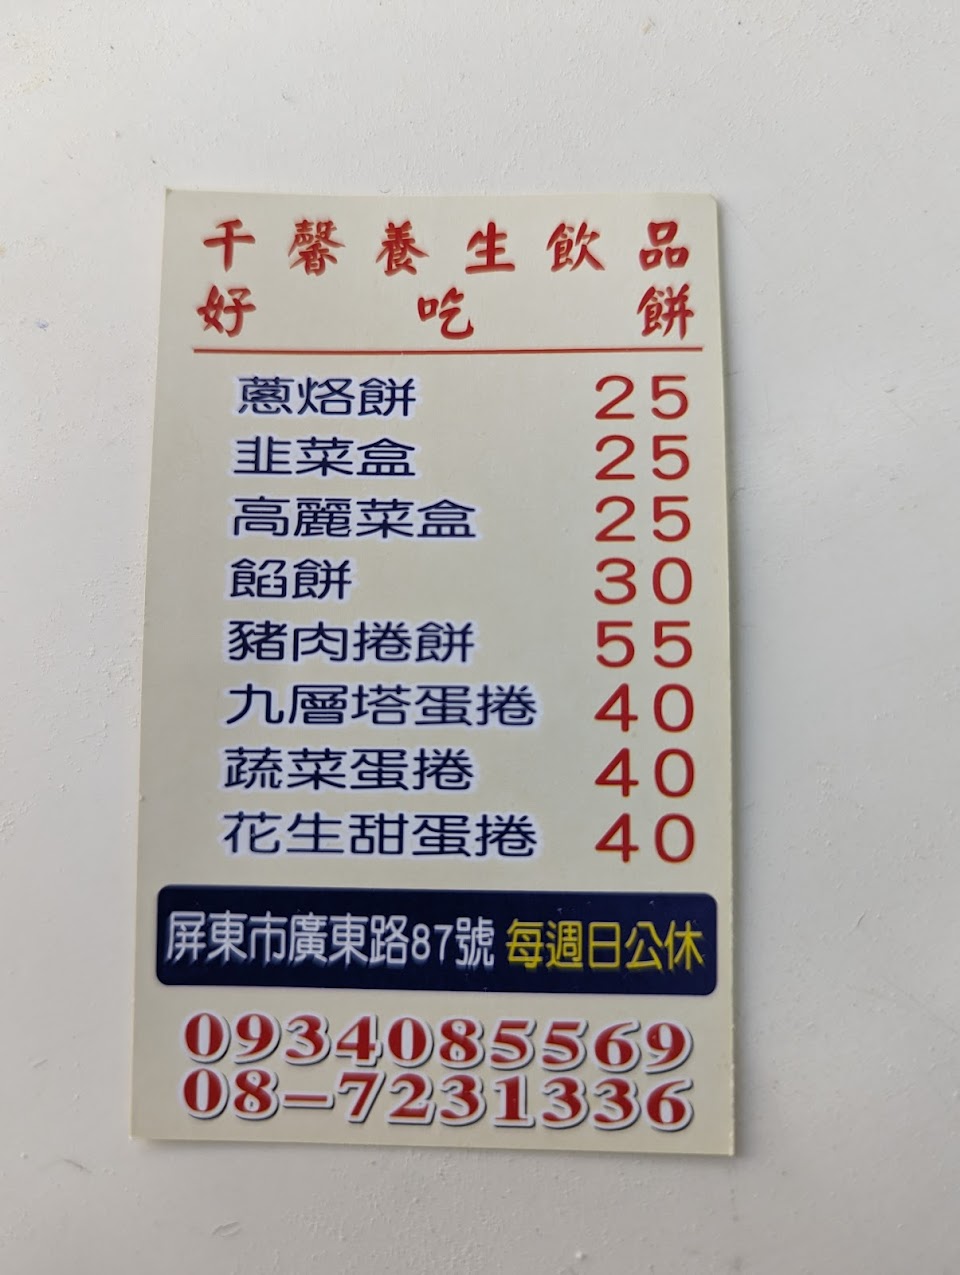 千馨養生飲品
好吃餅
蔥烙餅 25
韭菜盒 25
高麗菜盒 25
餡餅 30
豬肉捲餅 55
九層塔蛋捲 40
蔬菜蛋捲 40
花生甜蛋捲 40
屏東市廣東路87號 每週日公休
0934085569
08-7231336